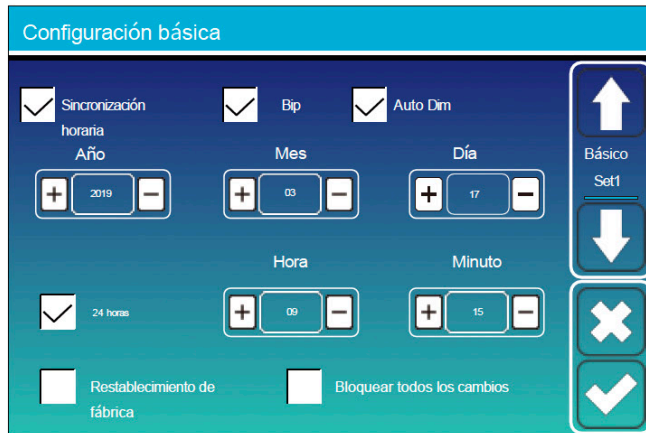 Configuración básica
Sincronización horaria
Bip
Auto Dim
Año
Mes
Día
Básico
Set1
+ 2019 −
+ 03 −
+ 17 −
Hora
Minuto
24 horas
+ 09 −
+ 15 −
Restablecimiento de
fábrica
Bloquear todos los cambios